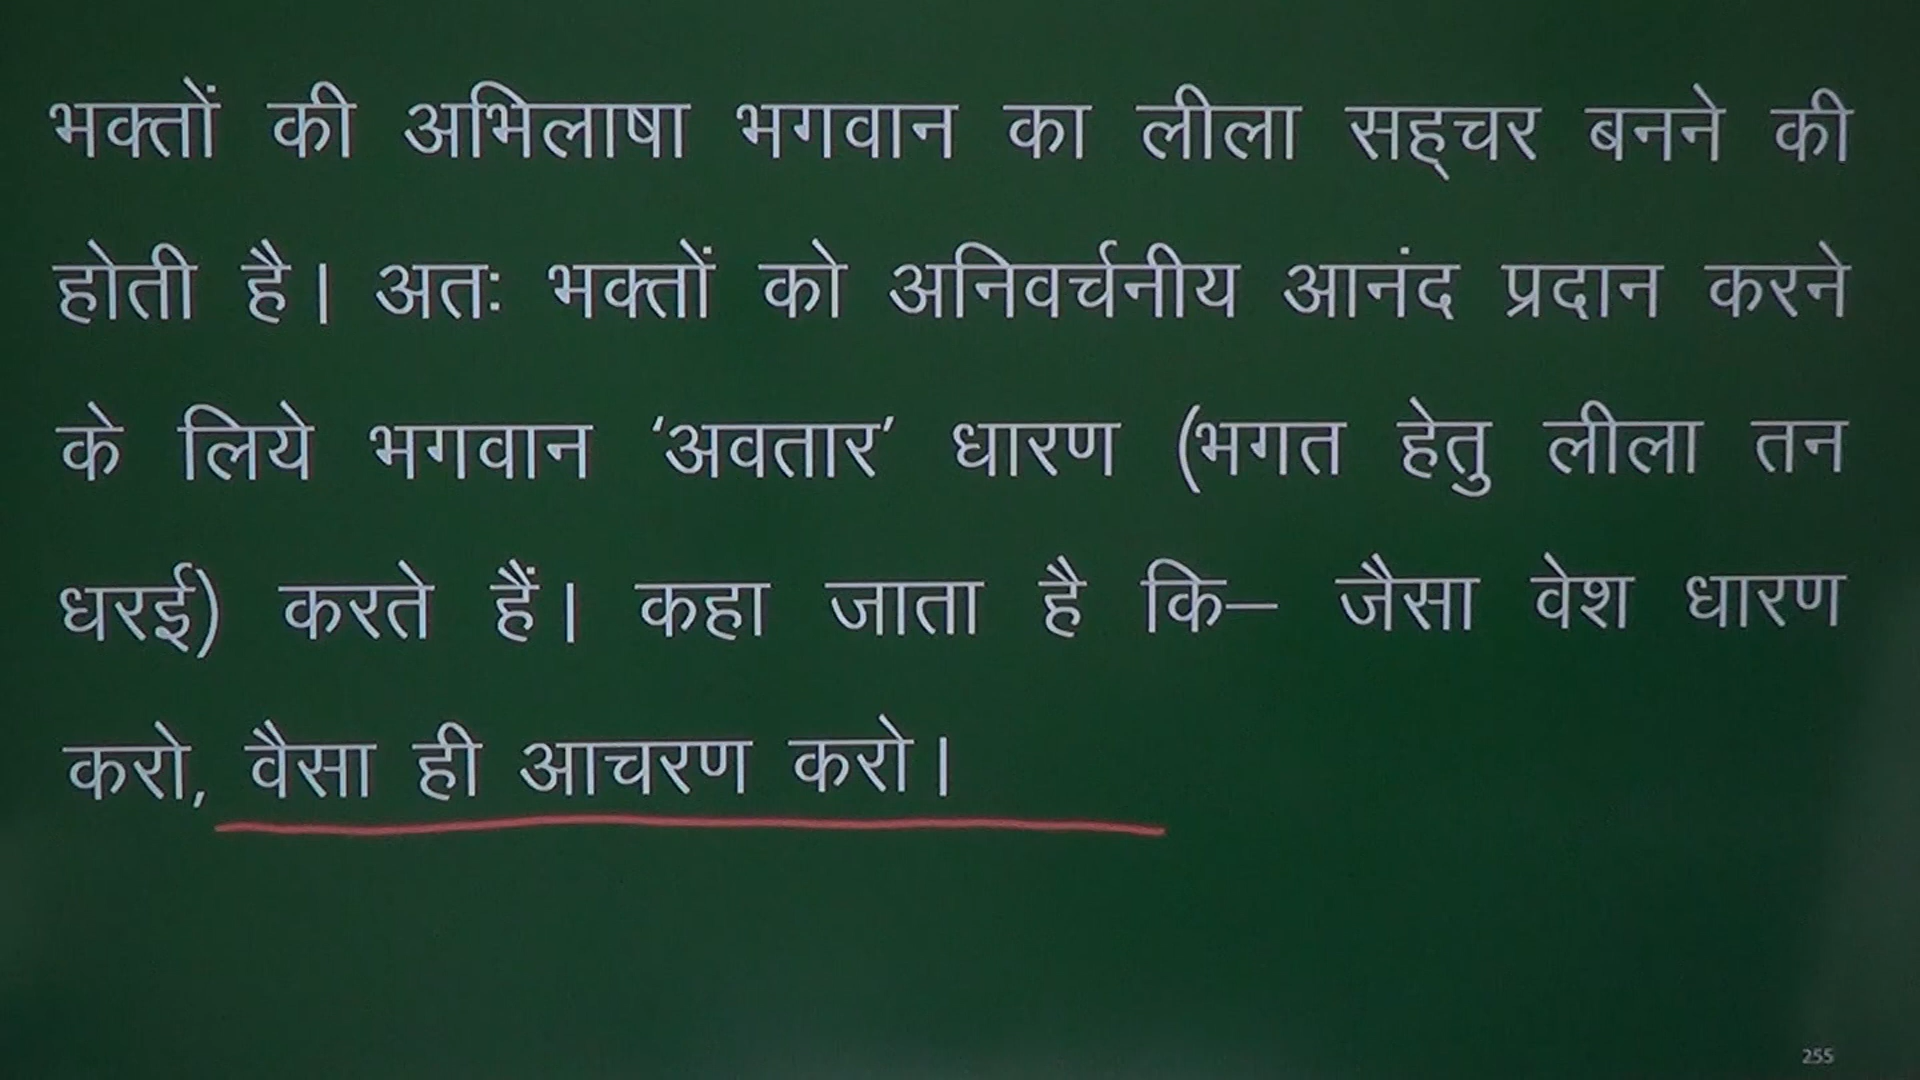 भक्तों की अभिलाषा भगवान का लीला सह्चर बनने की
होती है। अतः भक्तों को अनिवर्चनीय आनंद प्रदान करने
के लिये भगवान ‘अवतार’ धारण (भगत हेतु लीला तन
धरई) करते हैं। कहा जाता है कि– जैसा वेश धारण
करो, वैसा ही आचरण करो।
255